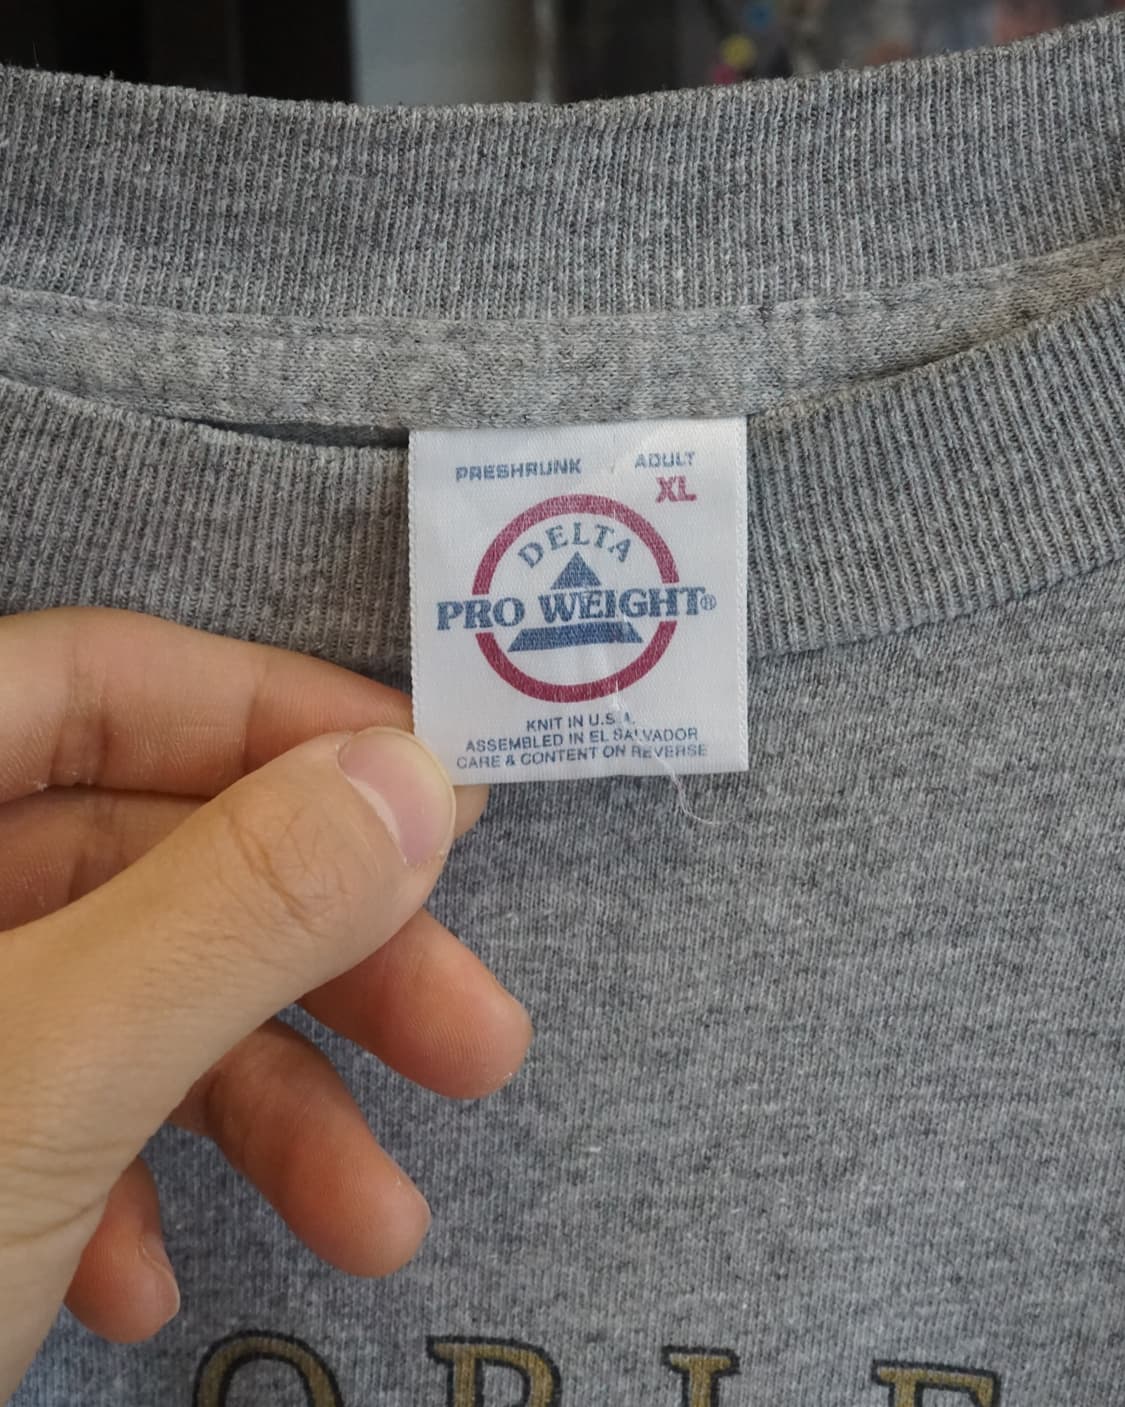 PRESHRUNK
ADULT
XL
DELTA
PRO WEIGHT®
KNIT IN U.S.A.
ASSEMBLED IN EL SALVADOR
CARE & CONTENT ON REVERSE